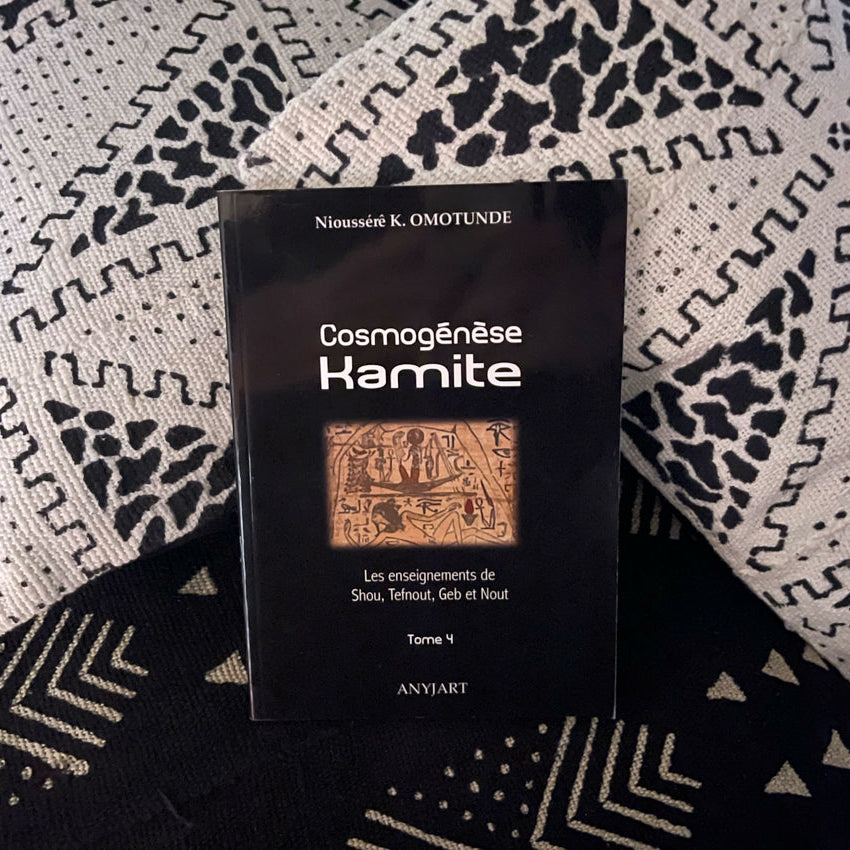 Nioussérê K. OMOTUNDE
Cosmogénèse
Kamite
Les enseignements de
Shou, Tefnout, Geb et Nout
Tome 4
ANYJART